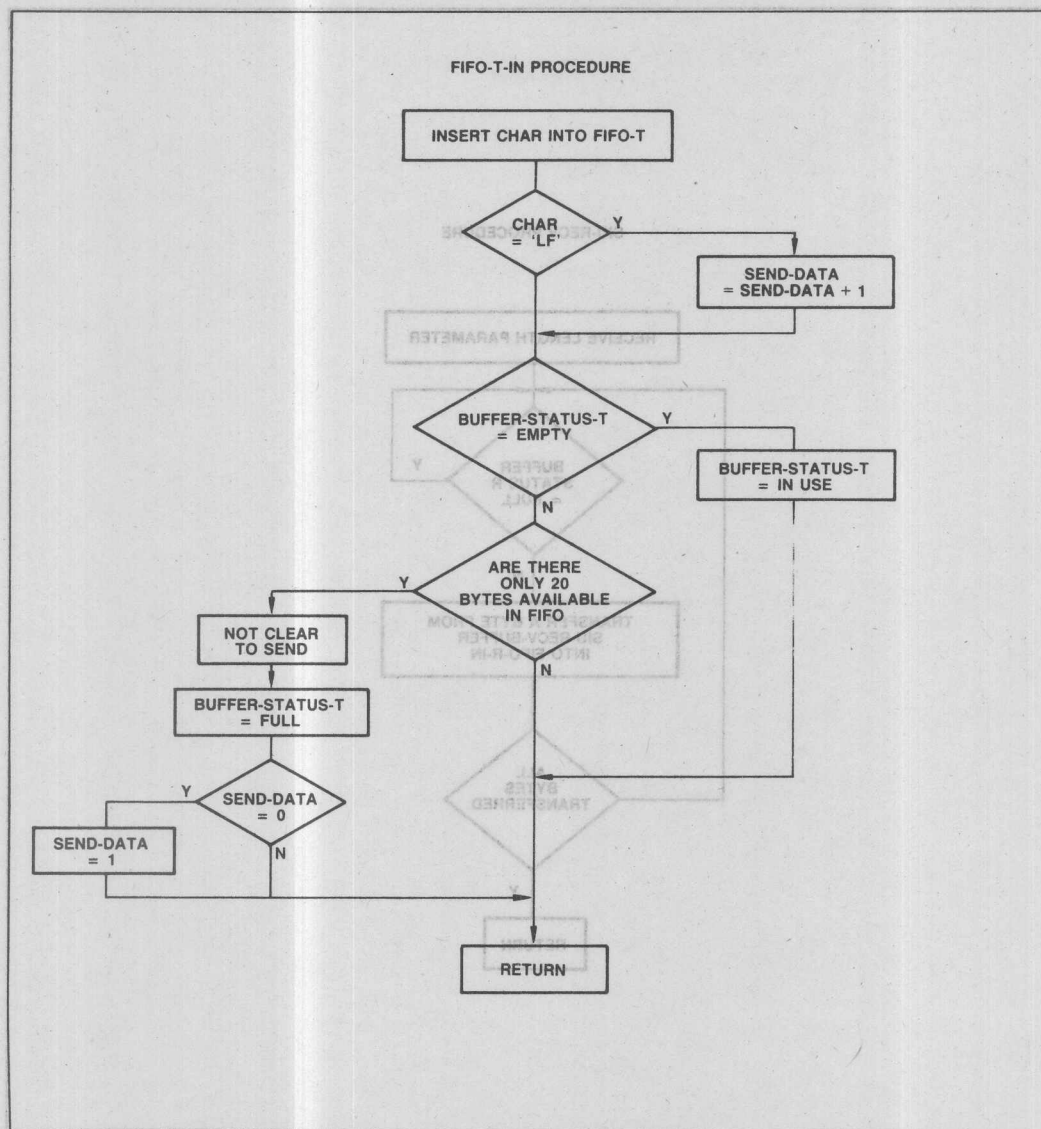 FIFO-T-IN PROCEDURE
INSERT CHAR INTO FIFO-T
CHAR
= 'LF'
Y
SEND-DATA
= SEND-DATA + 1
BUFFER-STATUS-T
= EMPTY
Y
BUFFER-STATUS-T
= IN USE
N
ARE THERE
ONLY 20
BYTES AVAILABLE
IN FIFO
Y
NOT CLEAR
TO SEND
N
BUFFER-STATUS-T
= FULL
SEND-DATA
= 0
Y
SEND-DATA
= 1
N
RETURN